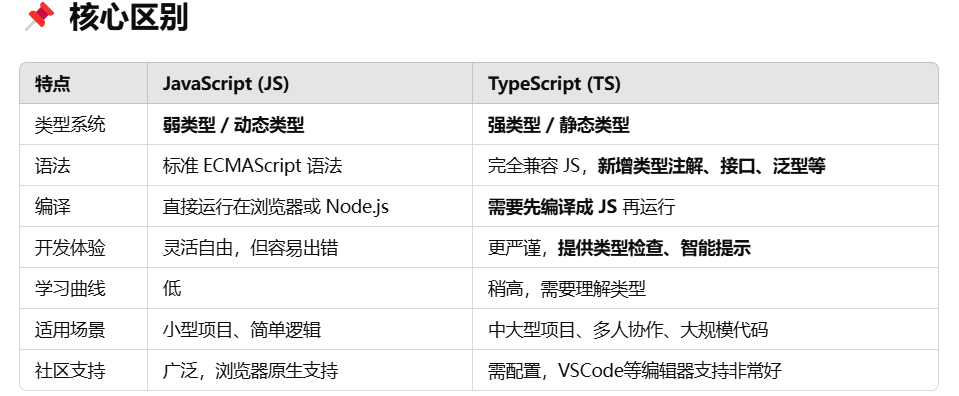 📌 核心区别
特点 JavaScript (JS) TypeScript (TS)
类型系统 弱类型 / 动态类型 强类型 / 静态类型
语法 标准 ECMAScript 语法 完全兼容 JS，新增类型注解、接口、泛型等
编译 直接运行在浏览器或 Node.js 需要先编译成 JS 再运行
开发体验 灵活自由，但容易出错 更严谨，提供类型检查、智能提示
学习曲线 低 稍高，需要理解类型
适用场景 小型项目、简单逻辑 中大型项目、多人协作、大规模代码
社区支持 广泛，浏览器原生支持 需配置，VSCode等编辑器支持非常好